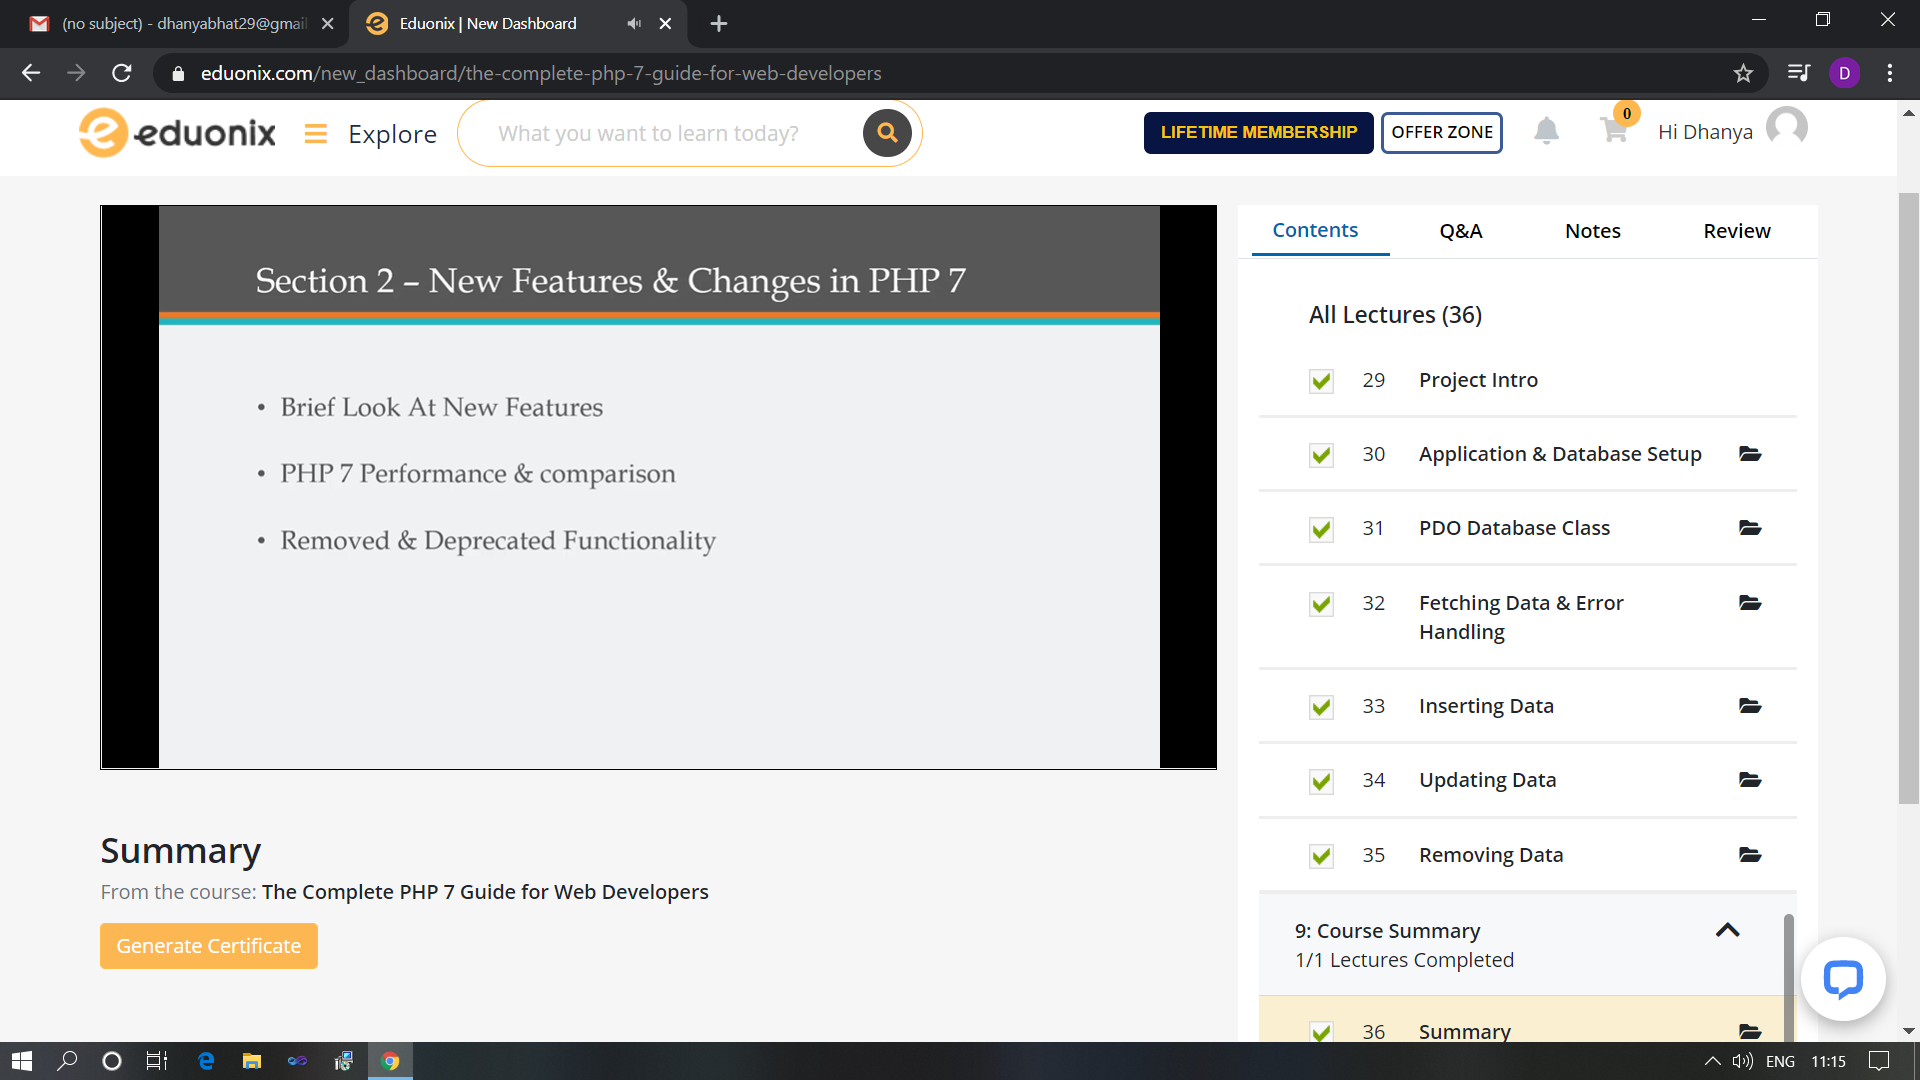 (no subject) - dhanyabhat29@gmai
Eduonix | New Dashboard
eduonix.com/new_dashboard/the-complete-php-7-guide-for-web-developers
D
eduonix
Explore
What you want to learn today?
LIFETIME MEMBERSHIP
OFFER ZONE
0
Hi Dhanya
Section 2 – New Features & Changes in PHP 7
• Brief Look At New Features
• PHP 7 Performance & comparison
• Removed & Deprecated Functionality
Summary
From the course: The Complete PHP 7 Guide for Web Developers
Generate Certificate
Contents
Q&A
Notes
Review
All Lectures (36)
29 Project Intro
30 Application & Database Setup
31 PDO Database Class
32 Fetching Data & Error
Handling
33 Inserting Data
34 Updating Data
35 Removing Data
9: Course Summary
1/1 Lectures Completed
36 Summary
ENG
11:15